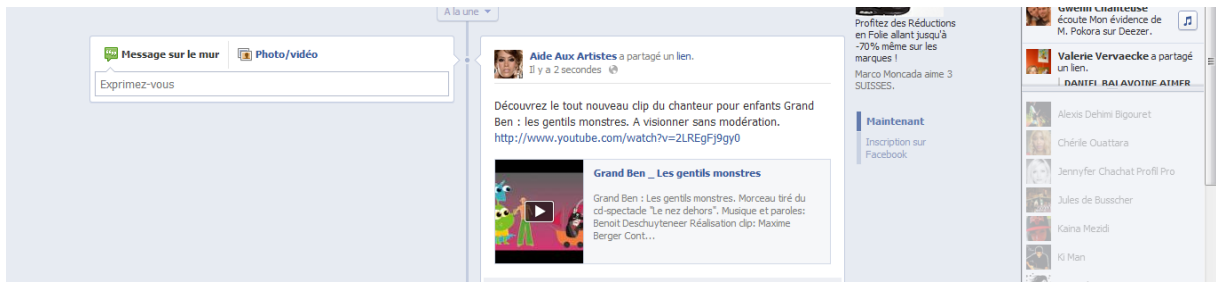 A la une
Message sur le mur
Photo/vidéo
Exprimez-vous
Aide Aux Artistes a partagé un lien.
Il y a 2 secondes
Découvrez le tout nouveau clip du chanteur pour enfants Grand
Ben : les gentils monstres. A visionner sans modération.
http://www.youtube.com/watch?v=2LREgFj9gy0
Grand Ben _ Les gentils monstres
Grand Ben : Les gentils monstres. Morceau tiré du
cd-spectacle "Le nez dehors". Musique et paroles:
Benoit Deschuyteneer Réalisation clip: Maxime
Berger Cont...
Profitez des Réductions
en Folie allant jusqu'à
-70% même sur les
marques !
Marco Moncada aime 3
SUISSES.
Maintenant
Inscription sur
Facebook
Gwenn Chanteuse
écoute Mon évidence de
M. Pokora sur Deezer.
Valerie Vervaecke a partagé
un lien.
DANIEL BALAVOINE AIMER
Alexis Dehimi Bigouret
Chérile Ouattara
Jennyfer Chachat Profil Pro
Jules de Busscher
Kaina Mezidi
Ki Man